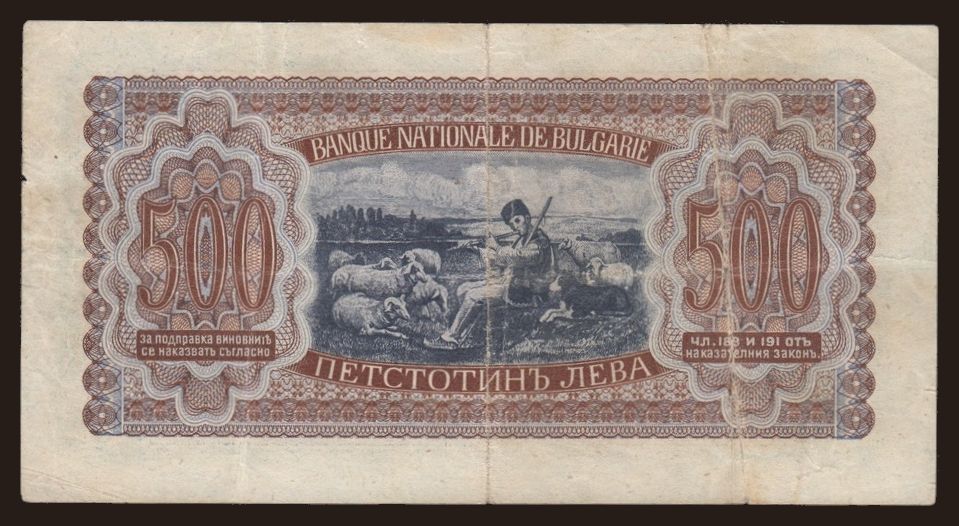 BANQUE NATIONALE DE BULGARIE
500
500
за подправка виновнитѣ
се наказватъ съгласно
чл. 188 и 191 отъ
наказателния законъ.
ПЕТСТОТИНЪ ЛЕВА